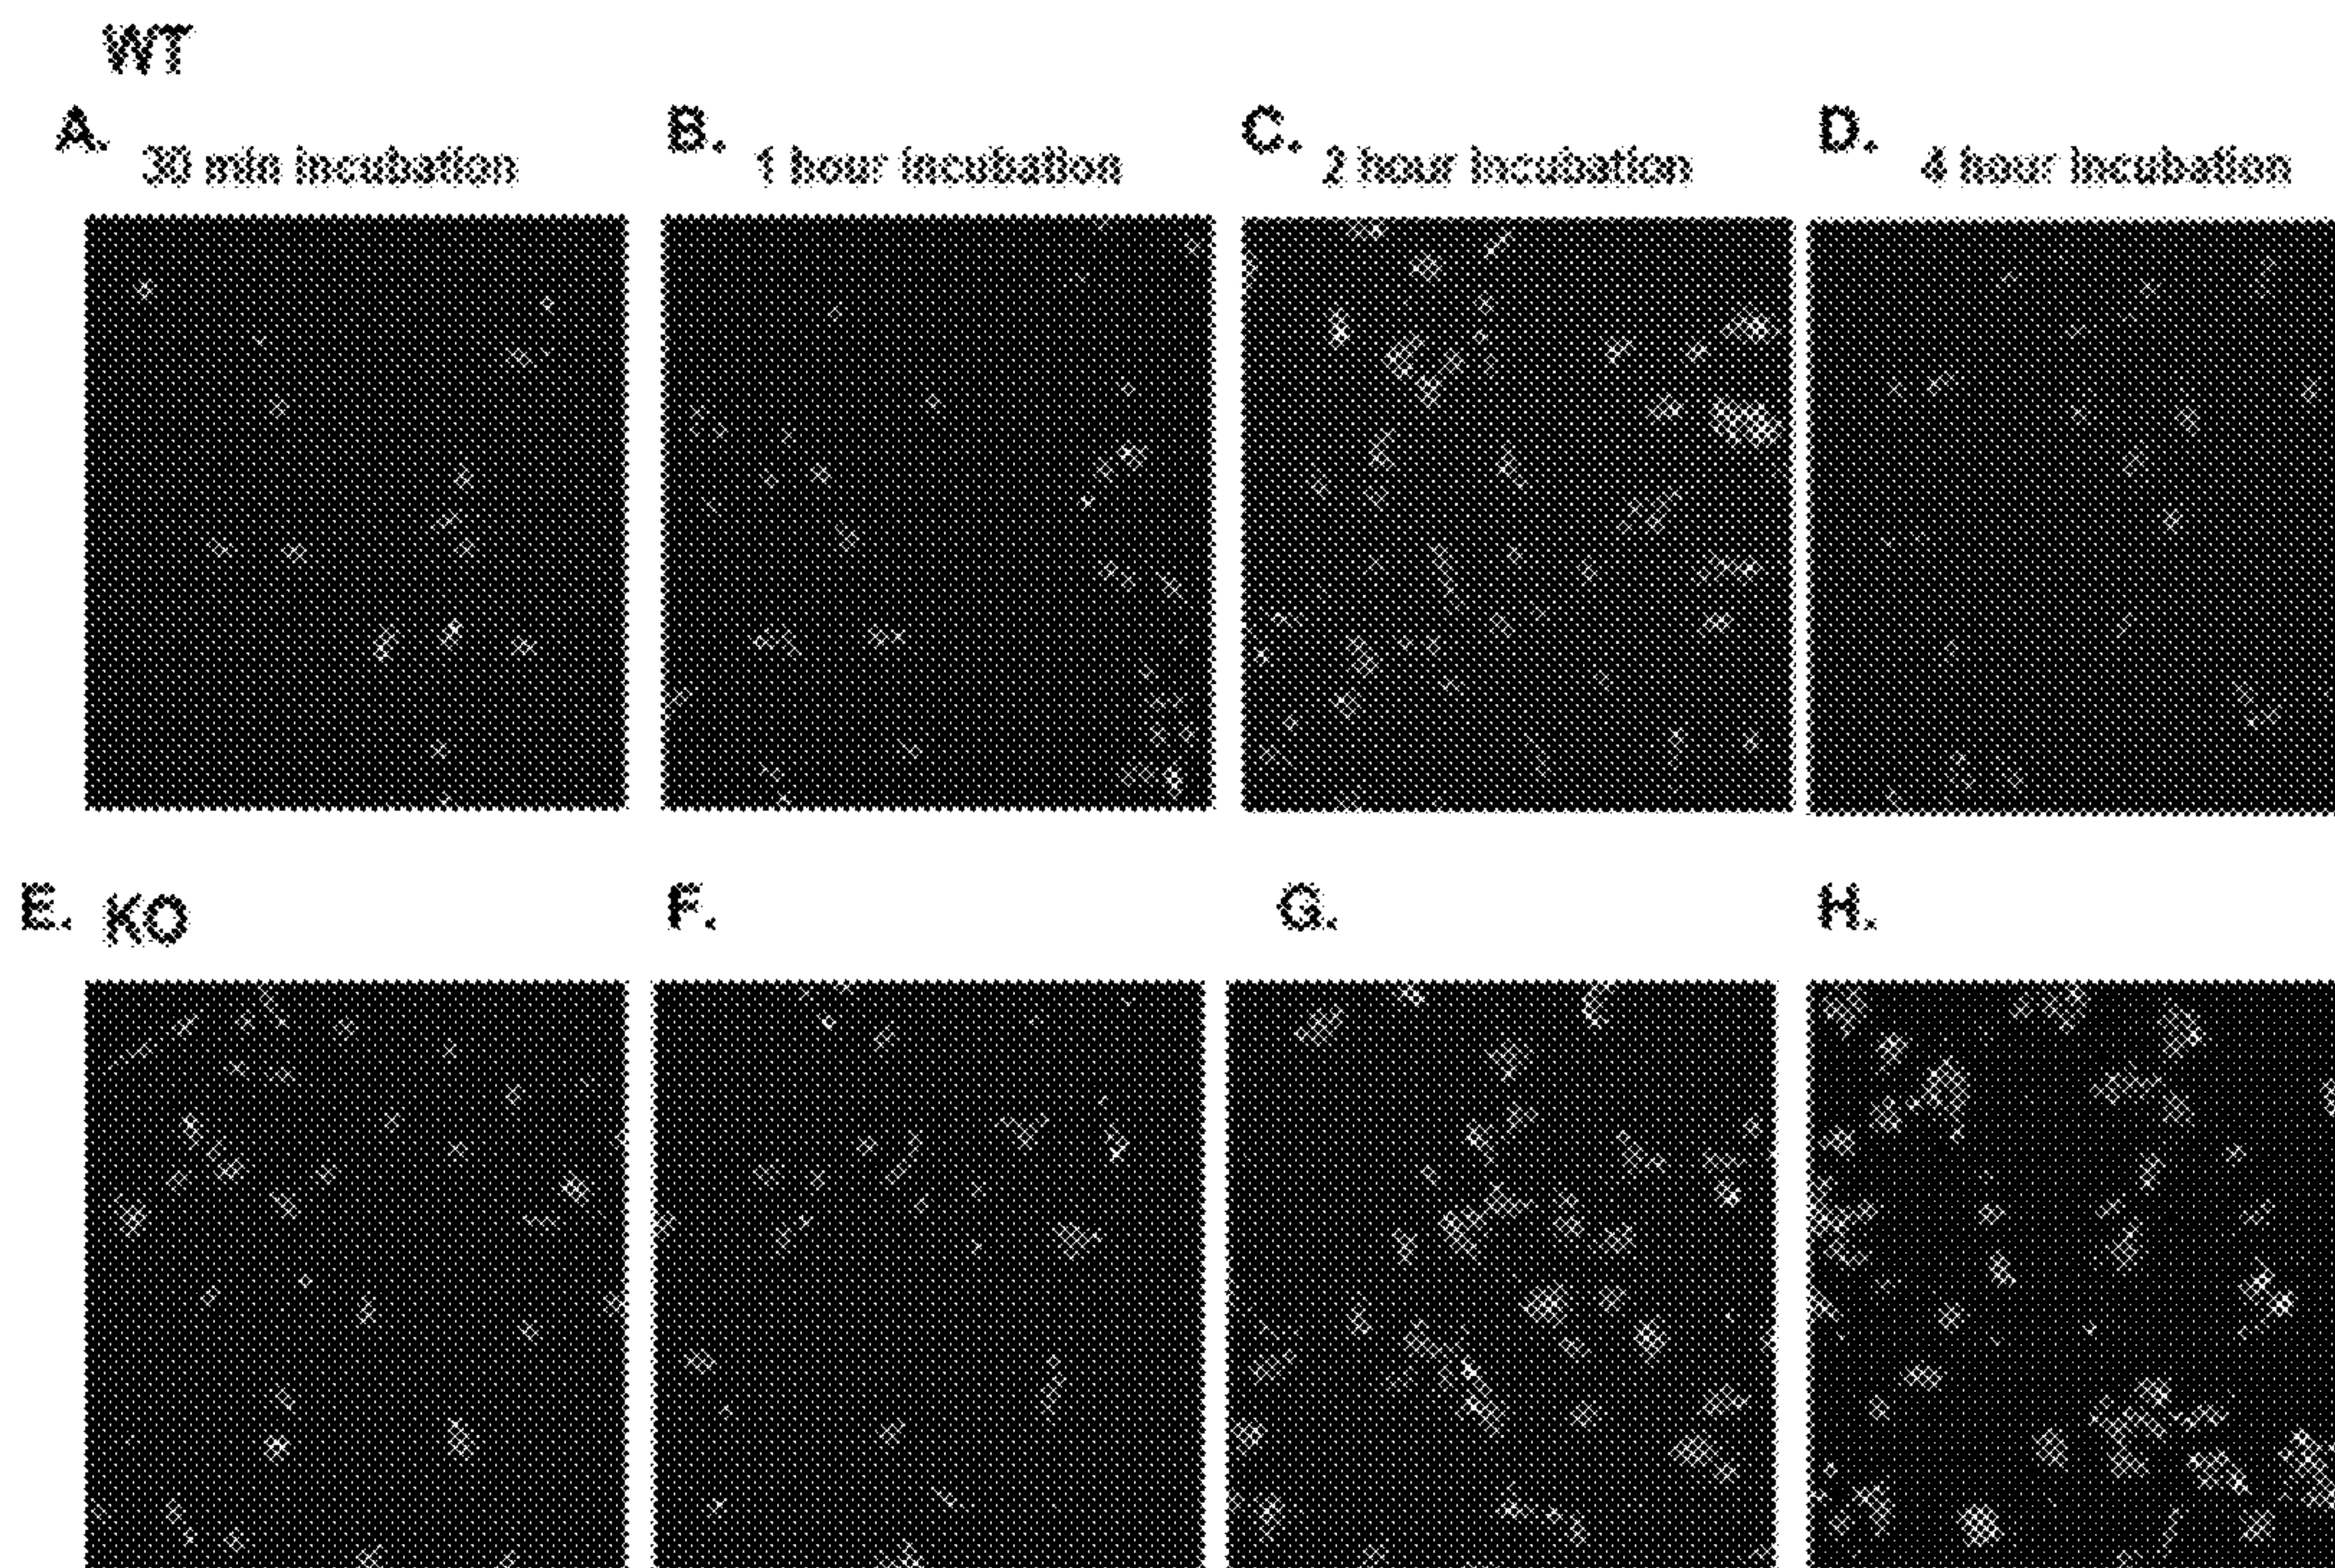 WT
A. 30 min incubation
B. 1 hour incubation
C. 2 hour incubation
D. 4 hour incubation
E. KO
F.
G.
H.